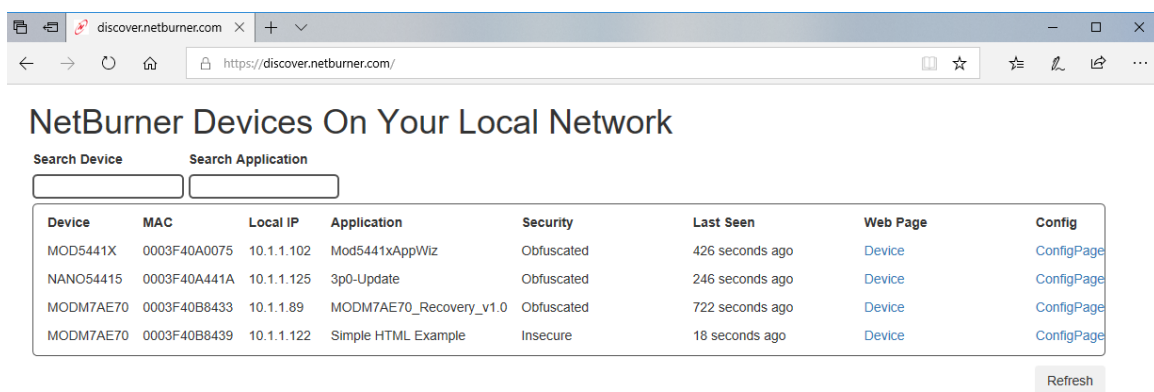 discover.netburner.com
https://discover.netburner.com/
NetBurner Devices On Your Local Network
Search Device Search Application
Device MAC Local IP Application Security Last Seen Web Page Config
MOD5441X 0003F40A0075 10.1.1.102 Mod5441xAppWiz Obfuscated 426 seconds ago Device ConfigPage
NANO54415 0003F40A441A 10.1.1.125 3p0-Update Obfuscated 246 seconds ago Device ConfigPage
MODM7AE70 0003F40B8433 10.1.1.89 MODM7AE70_Recovery_v1.0 Obfuscated 722 seconds ago Device ConfigPage
MODM7AE70 0003F40B8439 10.1.1.122 Simple HTML Example Insecure 18 seconds ago Device ConfigPage
Refresh